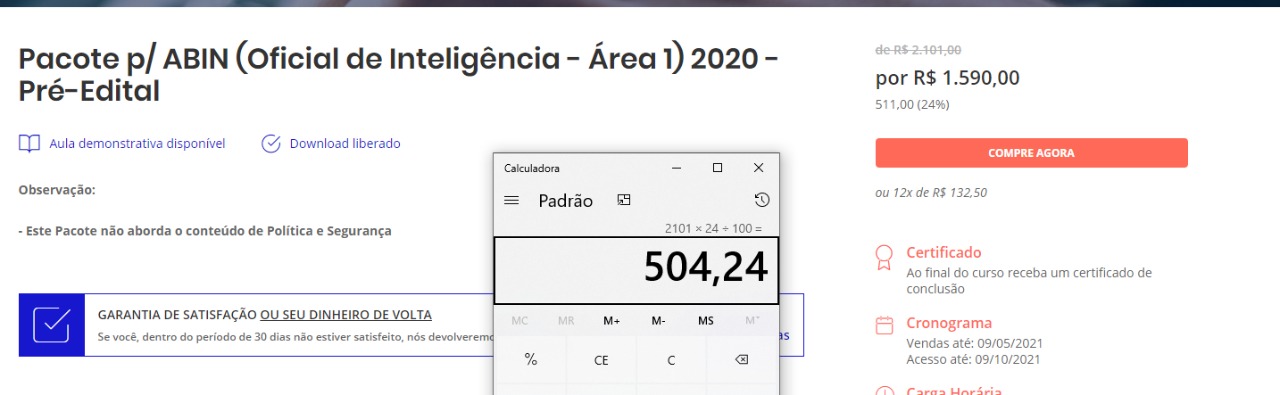 Pacote p/ ABIN (Oficial de Inteligência - Área 1) 2020 -
Pré-Edital
Aula demonstrativa disponível
Download liberado
Observação:
- Este Pacote não aborda o conteúdo de Política e Segurança
GARANTIA DE SATISFAÇÃO OU SEU DINHEIRO DE VOLTA
Se você, dentro do período de 30 dias não estiver satisfeito, nós devolveremo
as
Calculadora
Padrão
2101 × 24 ÷ 100 =
504,24
MC MR M+ M- MS M˅
% CE C
de R$ 2.101,00
por R$ 1.590,00
511,00 (24%)
COMPRE AGORA
ou 12x de R$ 132,50
Certificado
Ao final do curso receba um certificado de
conclusão
Cronograma
Vendas até: 09/05/2021
Acesso até: 09/10/2021
Carga Horária